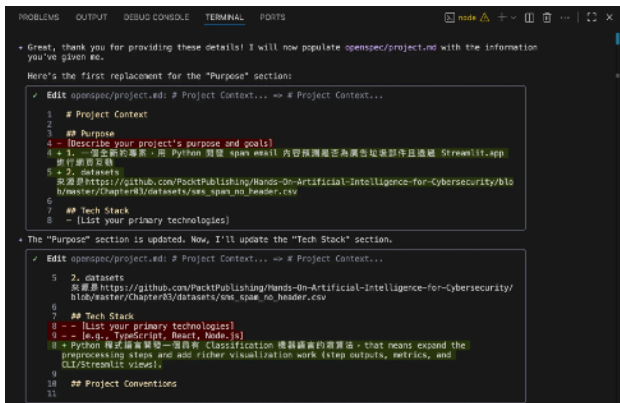 PROBLEMS OUTPUT DEBUG CONSOLE TERMINAL PORTS node
✦ Great, thank you for providing these details! I will now populate openspec/project.md with the information
you've given me.
Here's the first replacement for the "Purpose" section:
✓ Edit openspec/project.md: # Project Context... => # Project Context...
1 # Project Context
2
3 ## Purpose
4 - [Describe your project's purpose and goals]
4 + 1. 一個全新的專案，用 Python 開發 spam email 內容預測是否為廣告垃圾郵件且透過 Streamlit.app
進行網頁互動
5 + 2. datasets
來源是https://github.com/PacktPublishing/Hands-On-Artificial-Intelligence-for-Cybersecurity/blo
b/master/Chapter03/datasets/sms_spam_no_header.csv
6
7 ## Tech Stack
8 - [List your primary technologies]
✦ The "Purpose" section is updated. Now, I'll update the "Tech Stack" section.
✓ Edit openspec/project.md: # Project Context... => # Project Context...
5 2. datasets
來源是https://github.com/PacktPublishing/Hands-On-Artificial-Intelligence-for-Cybersecurity/
blob/master/Chapter03/datasets/sms_spam_no_header.csv
6
7 ## Tech Stack
8 - - [List your primary technologies]
9 - - [e.g., TypeScript, React, Node.js]
8 + Python 程式語言開發一個具有 Classification 機器語言的演算法，that means expand the
preprocessing steps and add richer visualization work (step outputs, metrics, and
CLI/Streamlit views).
9
10 ## Project Conventions
11